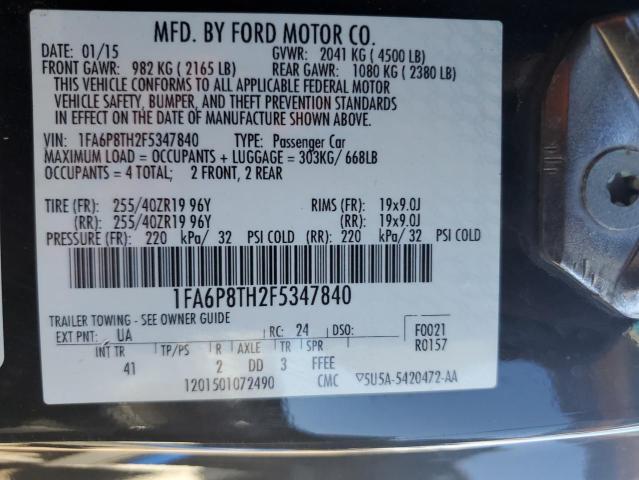 MFD. BY FORD MOTOR CO.
DATE: 01/15 GVWR: 2041 KG ( 4500 LB)
FRONT GAWR: 982 KG ( 2165 LB) REAR GAWR: 1080 KG ( 2380 LB)
THIS VEHICLE CONFORMS TO ALL APPLICABLE FEDERAL MOTOR
VEHICLE SAFETY, BUMPER, AND THEFT PREVENTION STANDARDS
IN EFFECT ON THE DATE OF MANUFACTURE SHOWN ABOVE.
VIN: 1FA6P8TH2F5347840 TYPE: Passenger Car
MAXIMUM LOAD = OCCUPANTS + LUGGAGE = 303KG/ 668LB
OCCUPANTS = 4 TOTAL; 2 FRONT, 2 REAR
TIRE (FR): 255/40ZR19 96Y RIMS (FR): 19x9.0J
(RR): 255/40ZR19 96Y (RR): 19x9.0J
PRESSURE (FR): 220 kPa/ 32 PSI COLD (RR): 220 kPa/ 32 PSI COLD
1FA6P8TH2F5347840
TRAILER TOWING - SEE OWNER GUIDE
EXT PNT: UA RC: 24 DSO: F0021
INT TR TP/PS R AXLE TR SPR R0157
41 2 DD 3 FFEE
1201501072490 CMC ▽5U5A-5420472-AA